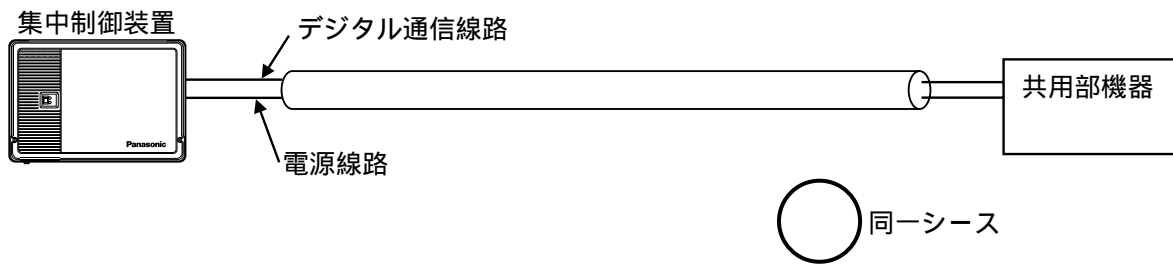 集中制御装置
デジタル通信線路
Panasonic
電源線路
共用部機器
同一シース